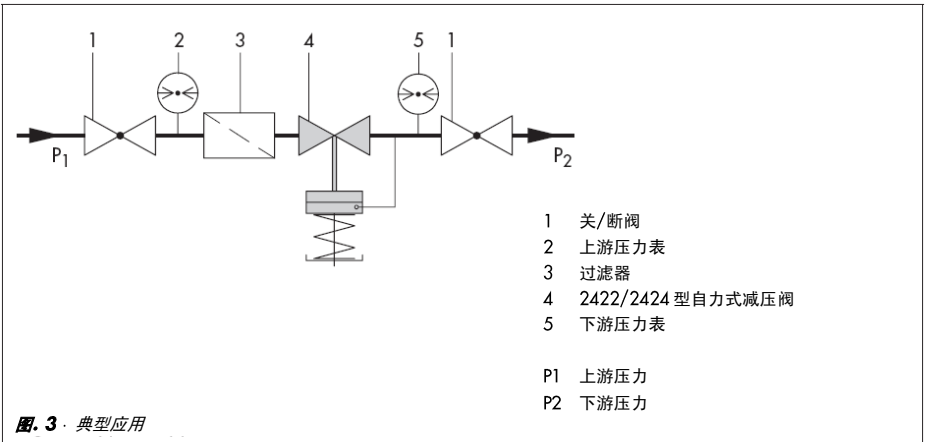 1 2 3 4 5 1
P1 P2
1 关/断阀
2 上游压力表
3 过滤器
4 2422/2424 型自力式减压阀
5 下游压力表
P1 上游压力
P2 下游压力
图. 3 · 典型应用